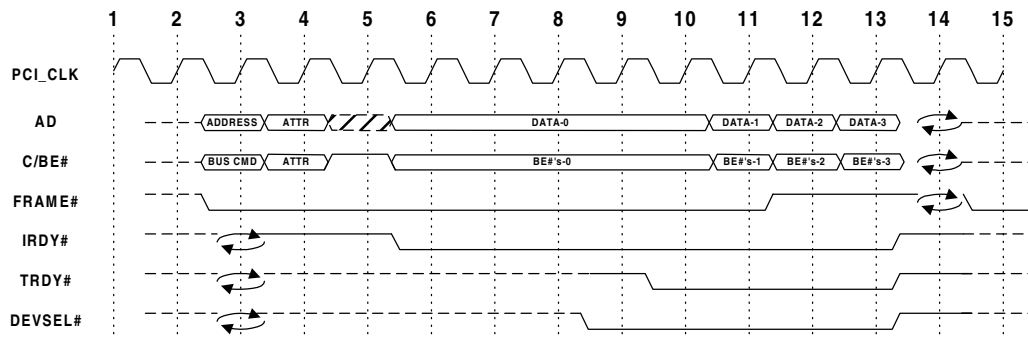 1 2 3 4 5 6 7 8 9 10 11 12 13 14 15
PCI_CLK
AD ADDRESS ATTR DATA-0 DATA-1 DATA-2 DATA-3
C/BE# BUS CMD ATTR BE#'s-0 BE#'s-1 BE#'s-2 BE#'s-3
FRAME#
IRDY#
TRDY#
DEVSEL#